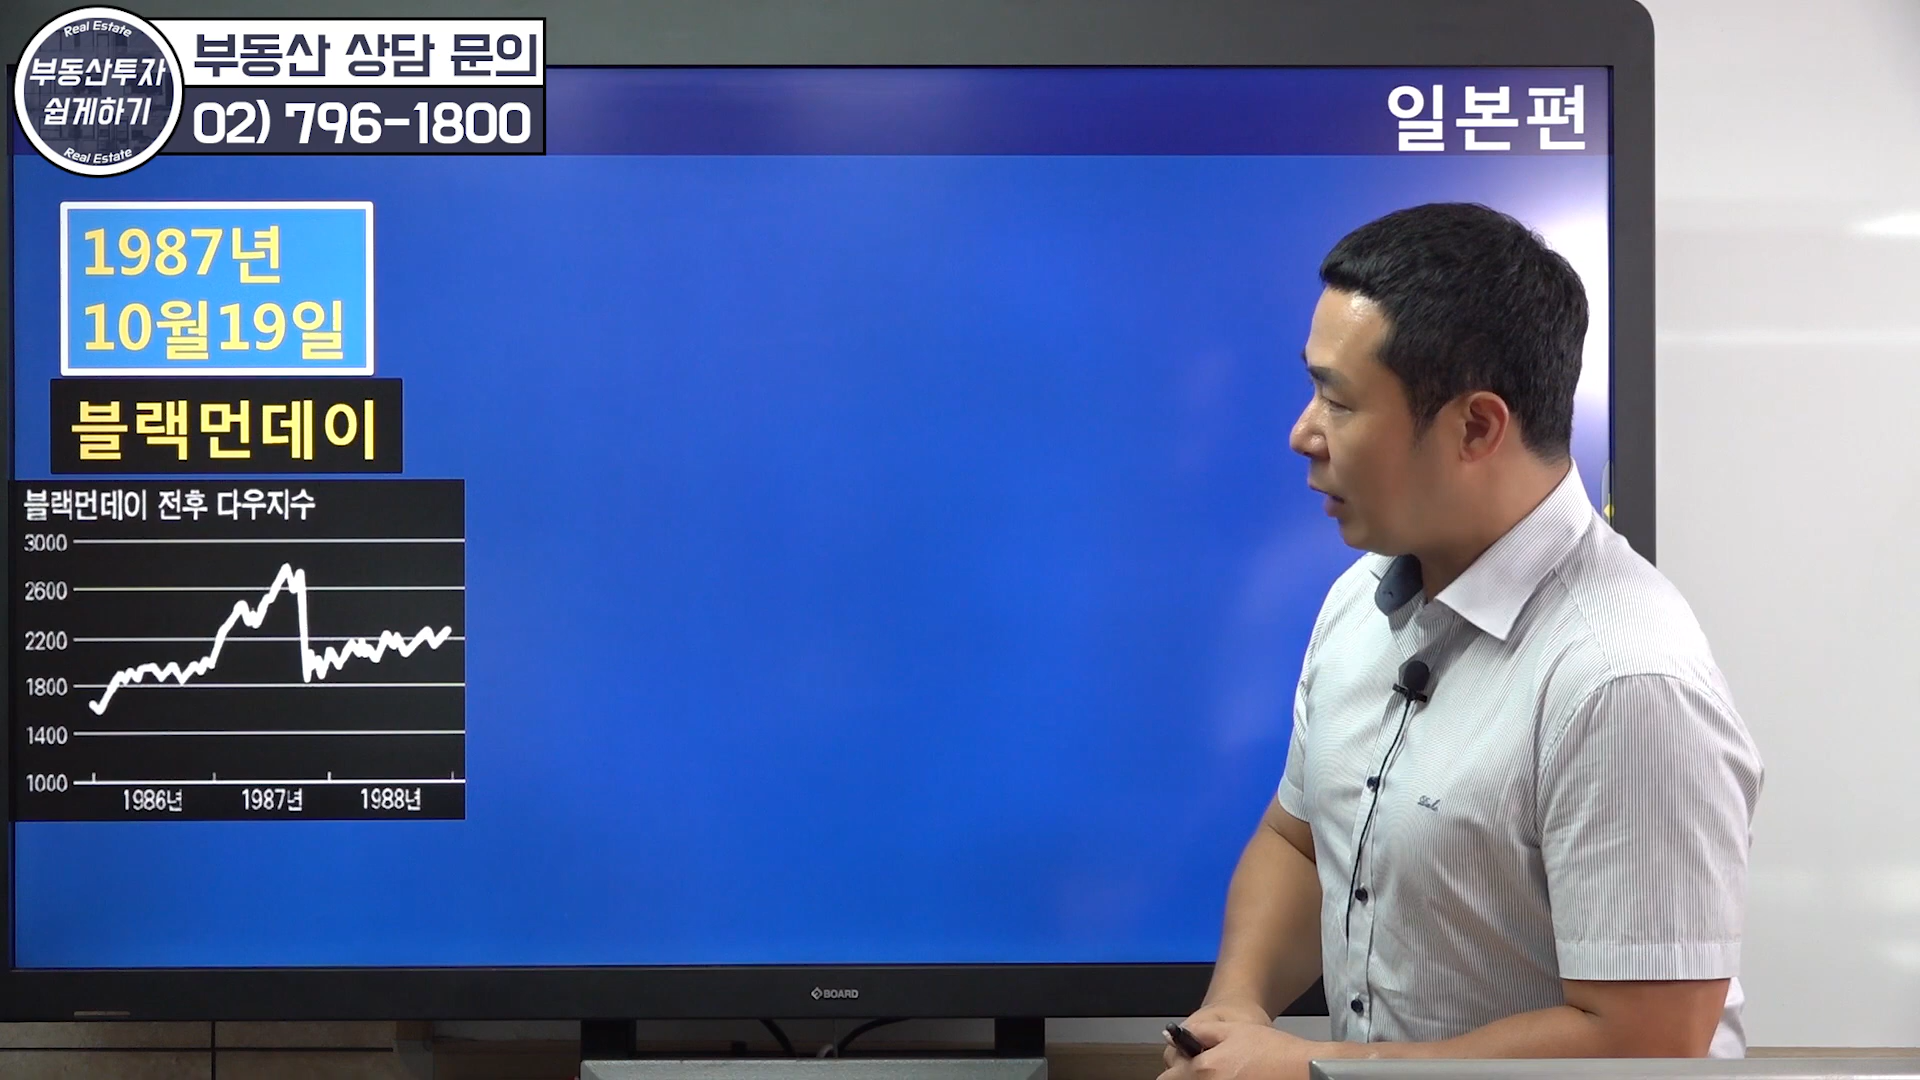 Real Estate
부동산투자
쉽게하기
Real Estate
부동산 상담 문의
02) 796-1800
일본편
1987년
10월19일
블랙먼데이
블랙먼데이 전후 다우지수
3000
2600
2200
1800
1400
1000
1986년
1987년
1988년
BOARD